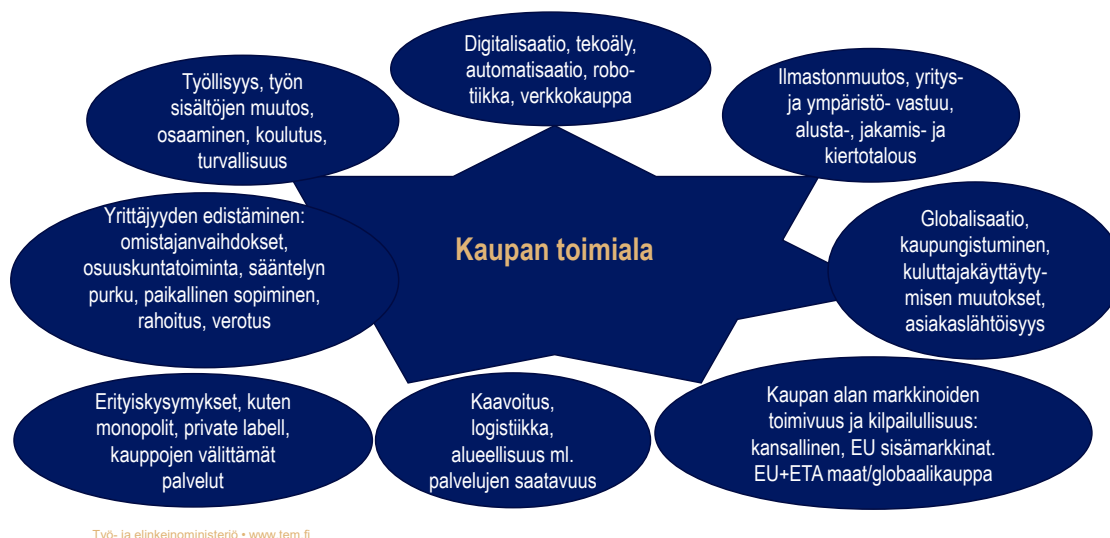 Digitalisaatio, tekoäly,
automatisaatio, robo-
tiikka, verkkokauppa
Työllisyys, työn
sisältöjen muutos,
osaaminen, koulutus,
turvallisuus
Ilmastonmuutos, yritys-
ja ympäristö- vastuu,
alusta-, jakamis- ja
kiertotalous
Yrittäjyyden edistäminen:
omistajanvaihdokset,
osuuskuntatoiminta, sääntelyn
purku, paikallinen sopiminen,
rahoitus, verotus
Kaupan toimiala
Globalisaatio,
kaupungistuminen,
kuluttajakäyttäyty-
misen muutokset,
asiakaslähtöisyys
Erityiskysymykset, kuten
monopolit, private labell,
kauppojen välittämät
palvelut
Kaavoitus,
logistiikka,
alueellisuus ml.
palvelujen saatavuus
Kaupan alan markkinoiden
toimivuus ja kilpailullisuus:
kansallinen, EU sisämarkkinat.
EU+ETA maat/globaalikauppa
Työ- ja elinkeinoministeriö • www.tem.fi